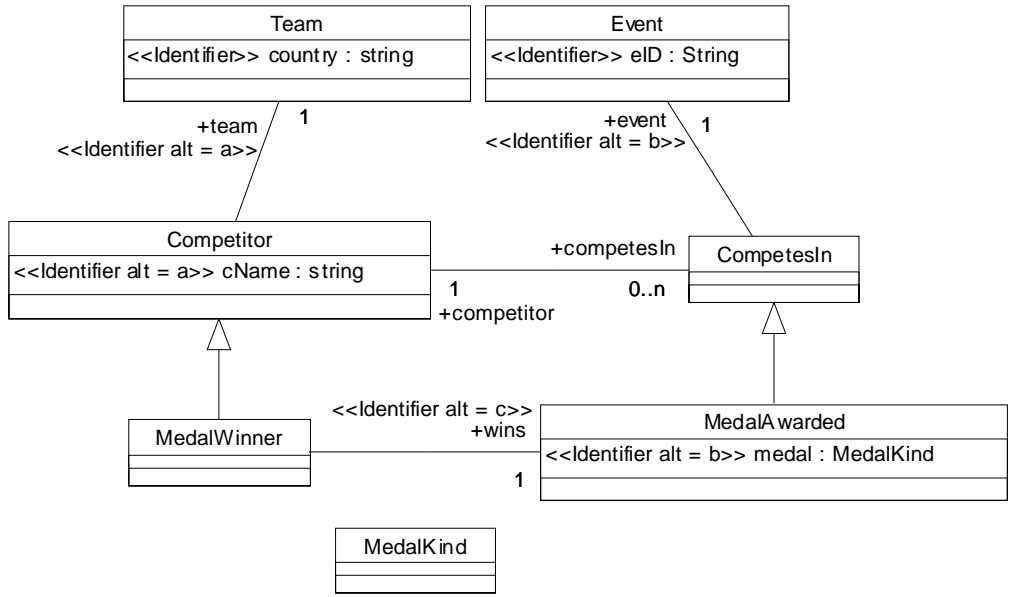 Team
<<Identifier>> country : string
Event
<<Identifier>> eID : String
1
+team
<<Identifier alt = a>>
+event
1
<<Identifier alt = b>>
Competitor
<<Identifier alt = a>> cName : string
+competesIn
CompetesIn
1
0..n
+competitor
<<Identifier alt = c>>
+wins
MedalWinner
1
MedalAwarded
<<Identifier alt = b>> medal : MedalKind
MedalKind